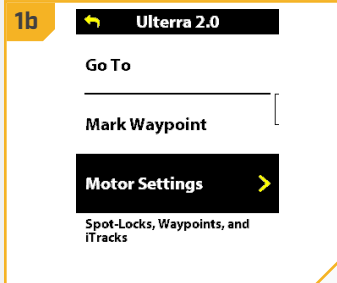 1b
Ulterra 2.0
Go To
Mark Waypoint
Motor Settings
Spot-Locks, Waypoints, and
iTracks